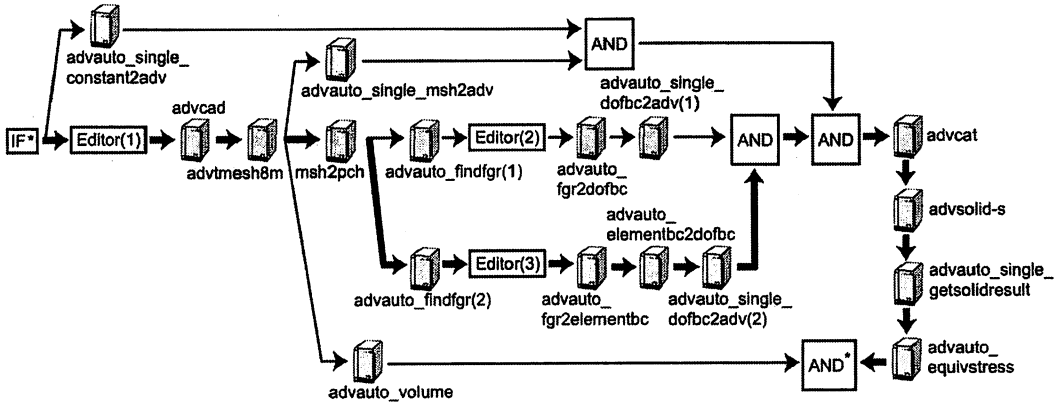 AND
advauto_single_
constant2adv
advauto_single_msh2adv
advauto_single_
dofbc2adv(1)
IF*
Editor(1)
advcad
advtmesh8m
msh2pch
advauto_findfgr(1)
Editor(2)
advauto_
fgr2dofbc
AND
AND
advcat
advauto_findfgr(2)
Editor(3)
advauto_
fgr2elementbc
advauto_
elementbc2dofbc
advauto_single_
dofbc2adv(2)
advsolid-s
advauto_single_
getsolidresult
advauto_volume
AND*
advauto_
equivstress